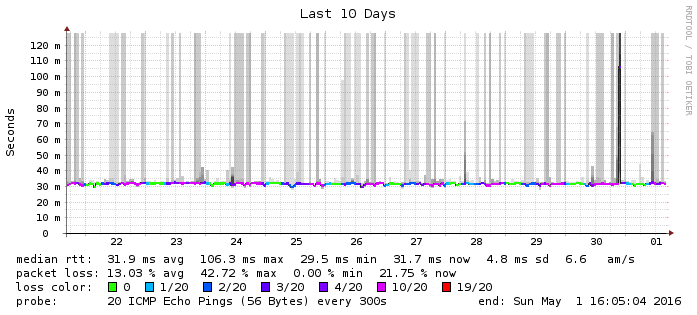 Last 10 Days
RRDTOOL / TOBI OETIKER
Seconds
120 m
110 m
100 m
90 m
80 m
70 m
60 m
50 m
40 m
30 m
20 m
10 m
0
22 23 24 25 26 27 28 29 30 01
median rtt: 31.9 ms avg 106.3 ms max 29.5 ms min 31.7 ms now 4.8 ms sd 6.6 am/s
packet loss: 13.03 % avg 42.72 % max 0.00 % min 21.75 % now
loss color: 0 1/20 2/20 3/20 4/20 10/20 19/20
probe: 20 ICMP Echo Pings (56 Bytes) every 300s end: Sun May 1 16:05:04 2016